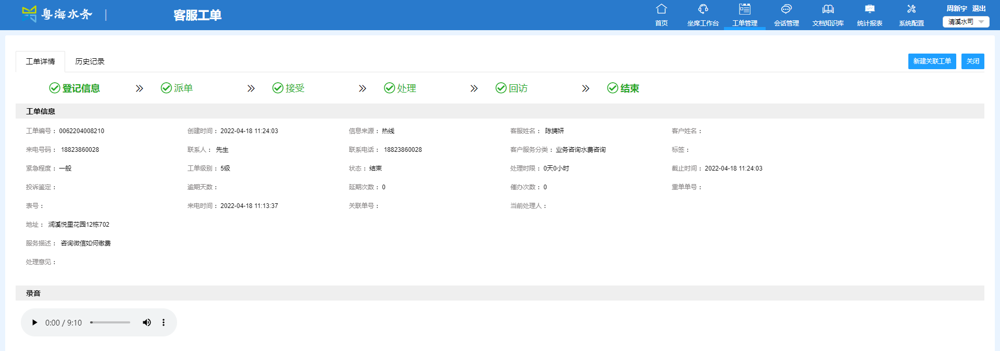 粤海水务 | 客服工单
首页 坐席工作台 工单管理 会话管理 文档知识库 统计报表 系统配置
周新宇 退出
清溪水司
工单详情 历史记录 新建关联工单 关闭
登记信息 派单 接受 处理 回访 结束
工单信息
工单编号： 0062204008210 创建时间： 2022-04-18 11:24:03 信息来源： 热线 客服姓名： 陈旖妍 客户姓名：
来电号码： 18823860028 联系人： 先生 联系电话： 18823860028 客户服务分类： 业务咨询水费咨询 标签：
紧急程度： 一般 工单级别： 5级 状态： 结束 处理时限： 0天0小时 截止时间： 2022-04-18 11:24:03
投诉鉴定： 逾期天数： 延期次数： 0 催办次数： 0 重单单号：
表号： 来电时间： 2022-04-18 11:13:37 关联单号： 当前处理人：
地址： 润溪悦里花园12栋702
服务描述： 咨询微信如何缴费
处理意见：
录音
0:00 / 9:10